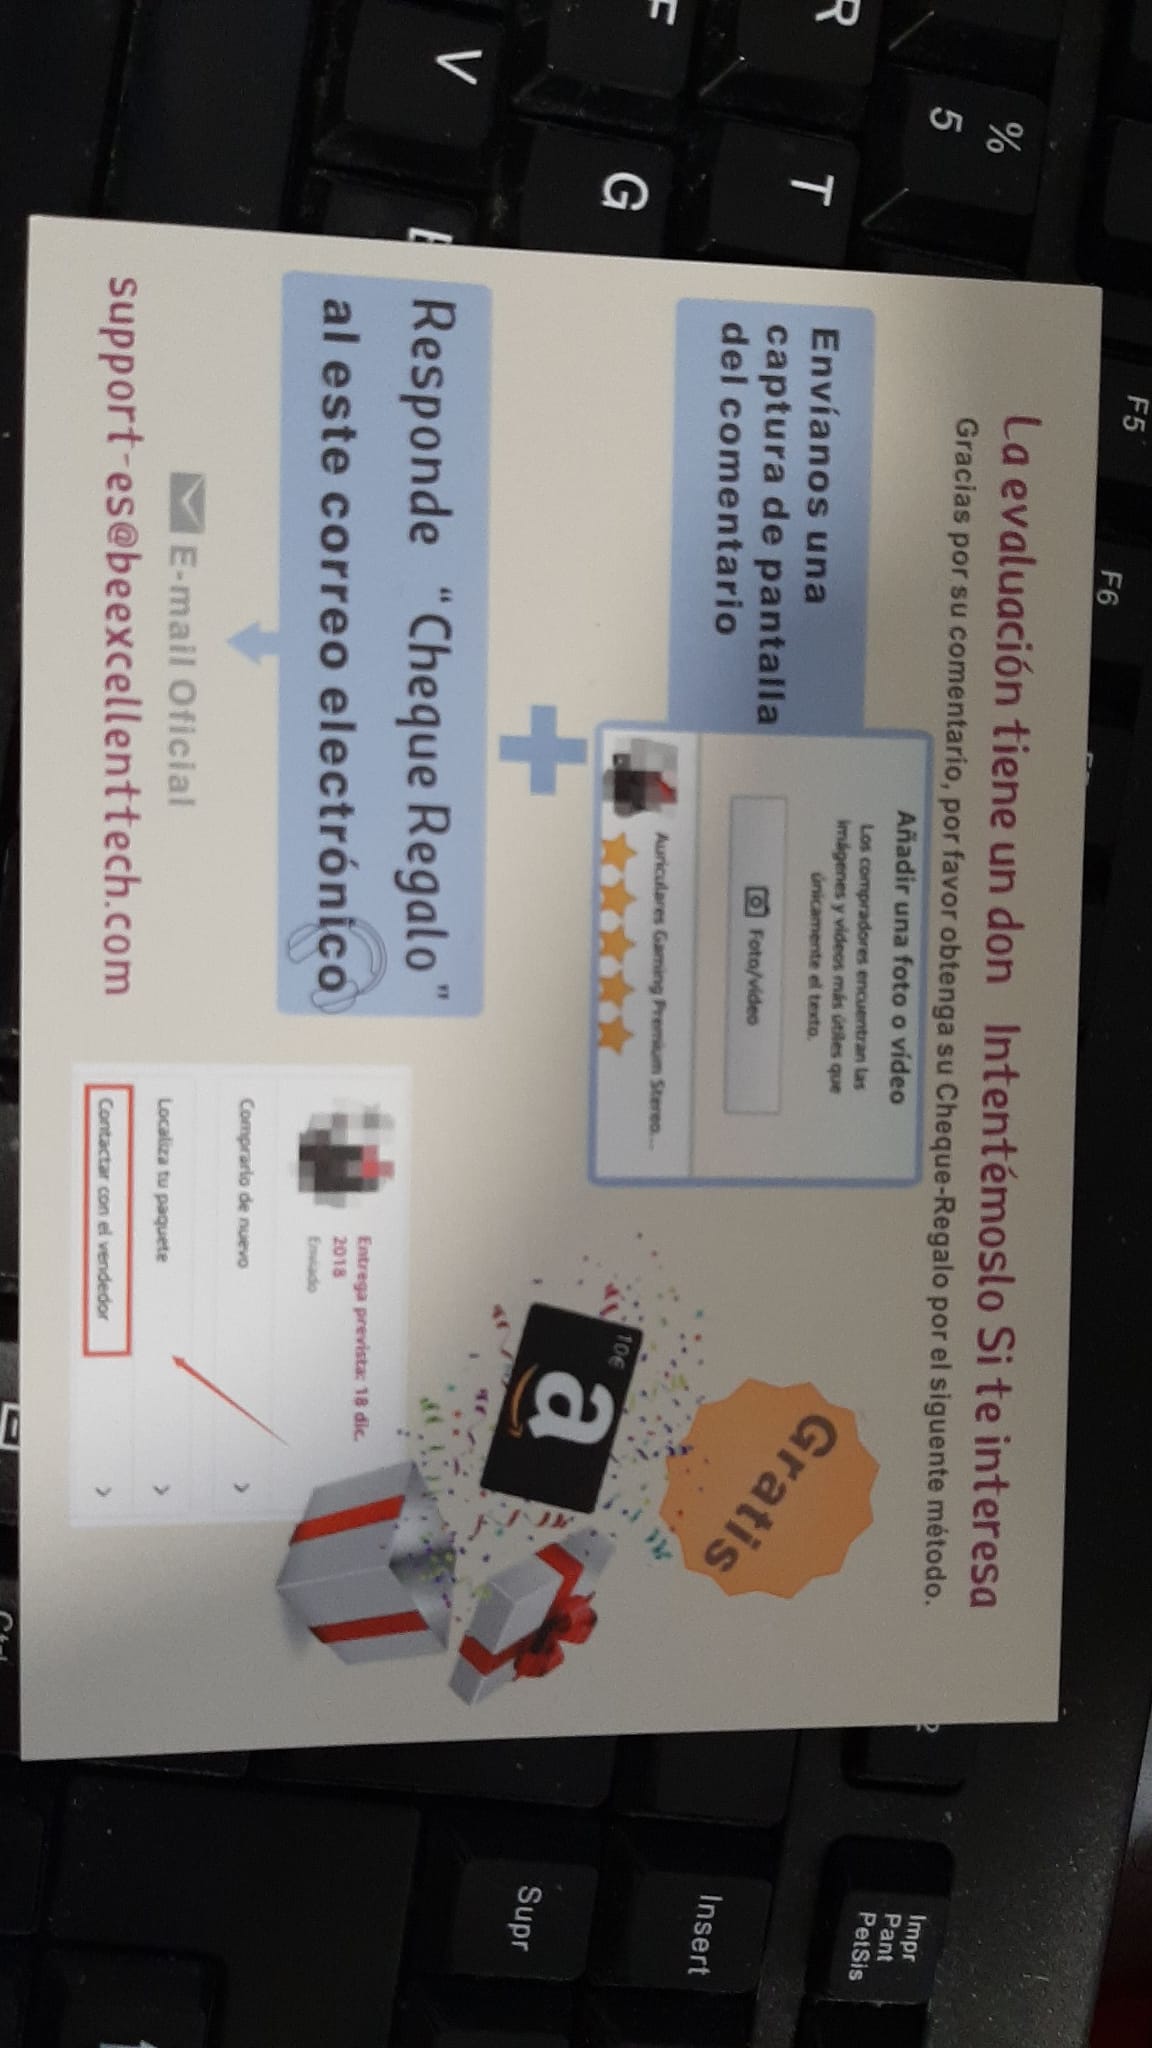 La evaluación tiene un don Intentémoslo Si te interesa
Gracias por su comentario, por favor obtenga su Cheque-Regalo por el siguente método.
Envíanos una
captura de pantalla
del comentario
Añadir una foto o vídeo
Los compradores encuentran las
imágenes y vídeos más útiles que
únicamente el texto.
Foto/vídeo
Auriculares Gaming Premium Stereo...
Gratis
10€
a
Responde "Cheque Regalo"
al este correo electrónico
E-mail Oficial
support-es@beexcellenttech.com
Entrega prevista: 18 dic.
2018
Enviado
Comprarlo de nuevo
Localiza tu paquete
Contactar con el vendedor
F5
F6
%
5
R
T
F
G
V
Impr
Pant
PetSis
Insert
Supr